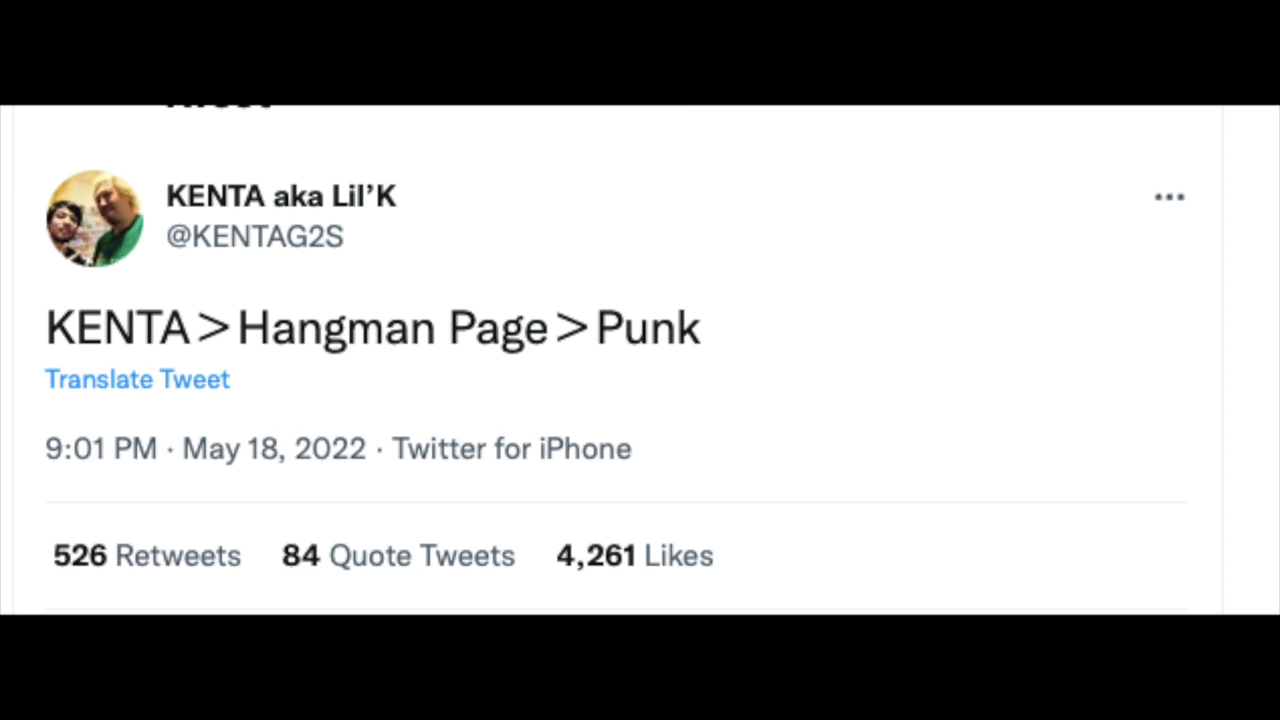 KENTA aka Lil’K
@KENTAG2S
KENTA>Hangman Page>Punk
Translate Tweet
9:01 PM · May 18, 2022 · Twitter for iPhone
526 Retweets 84 Quote Tweets 4,261 Likes